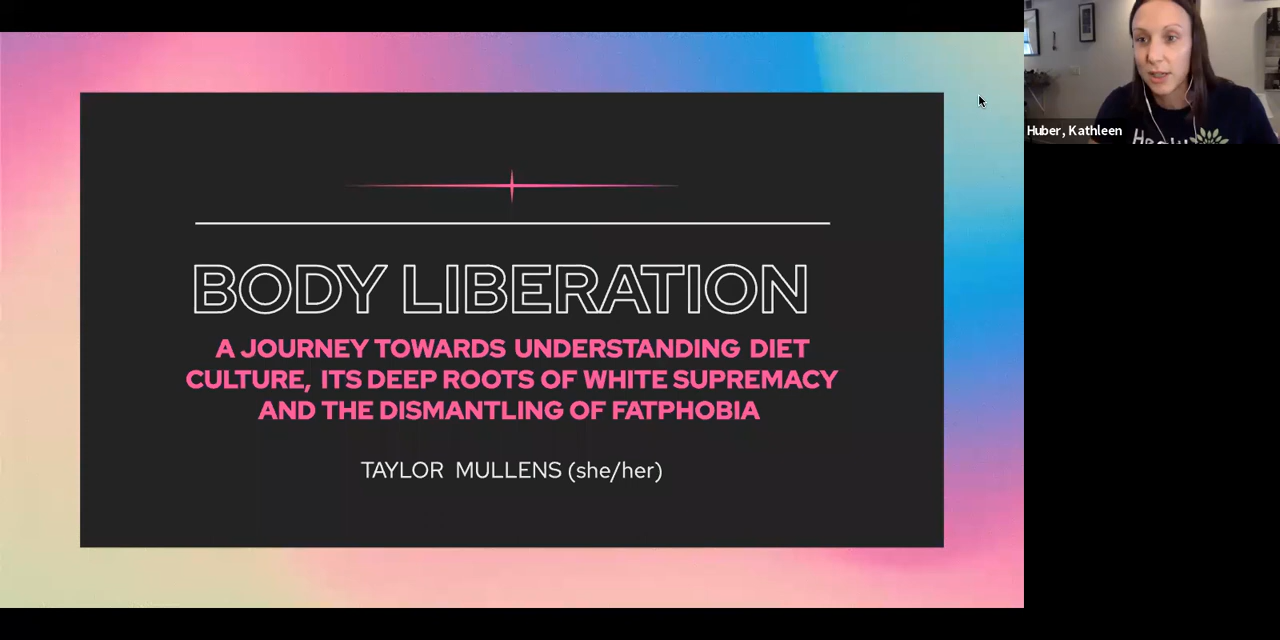 BODY LIBERATION
A JOURNEY TOWARDS UNDERSTANDING DIET
CULTURE, ITS DEEP ROOTS OF WHITE SUPREMACY
AND THE DISMANTLING OF FATPHOBIA
TAYLOR MULLENS (she/her)
Huber, Kathleen